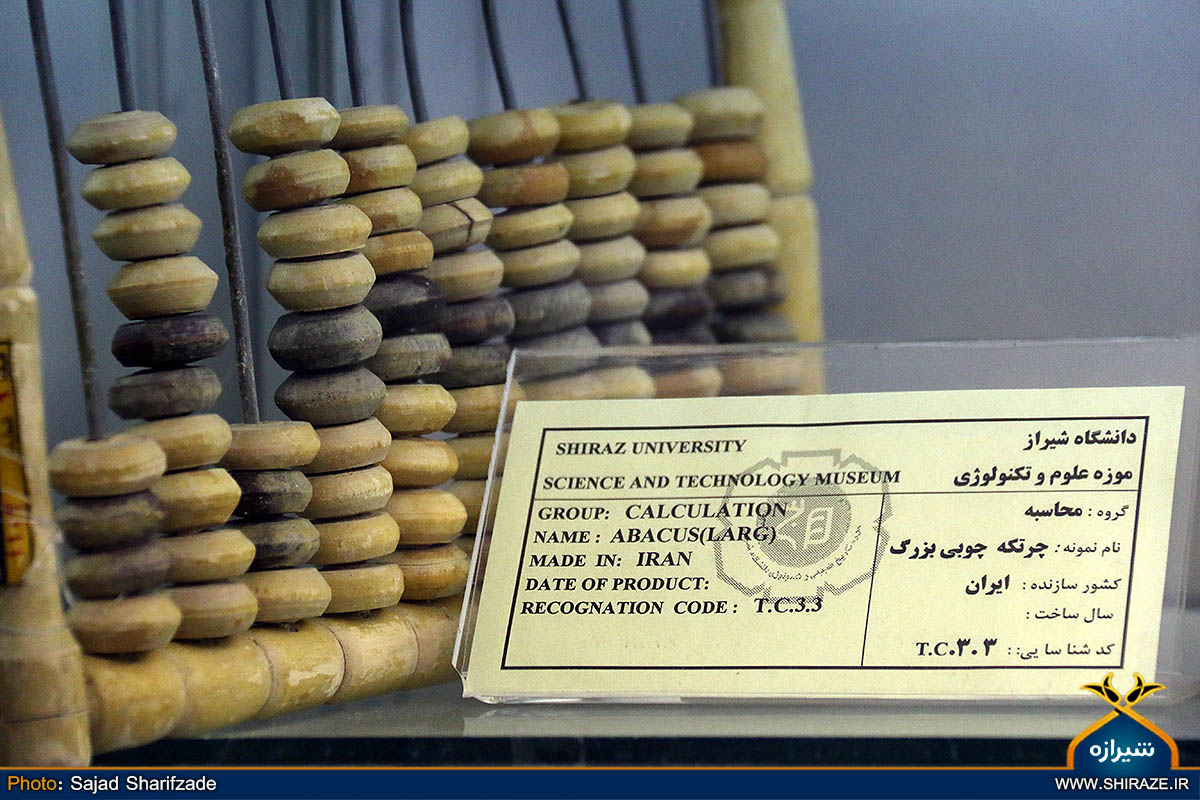 SHIRAZ UNIVERSITY
SCIENCE AND TECHNOLOGY MUSEUM
GROUP: CALCULATION
NAME : ABACUS(LARG)
MADE IN: IRAN
DATE OF PRODUCT:
RECOGNATION CODE : T.C.3.3
دانشگاه شیراز
موزه علوم و تکنولوژی
گروه : محاسبه
نام نمونه : چرتکه چوبی بزرگ
کشور سازنده : ایران
سال ساخت :
کد شناسایی :: T.C.۳.۳
شیرازه
Photo: Sajad Sharifzade
WWW.SHIRAZE.IR